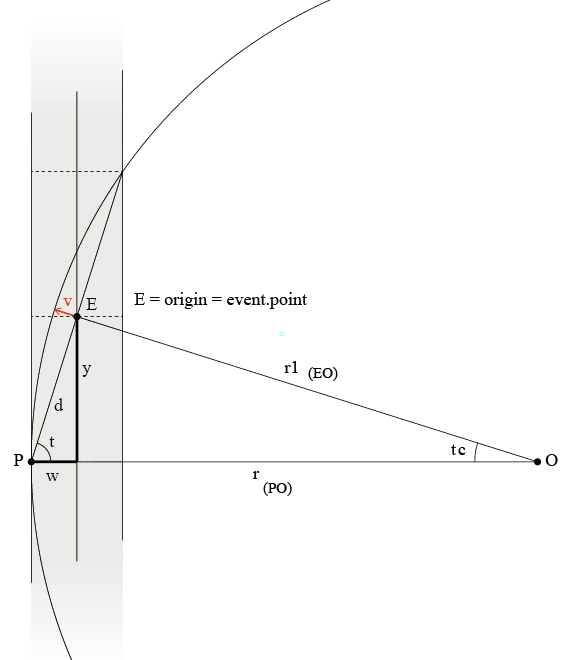 v
E
E = origin = event.point
y
r1 (EO)
d
t
tc
P
O
w
r
(PO)
x